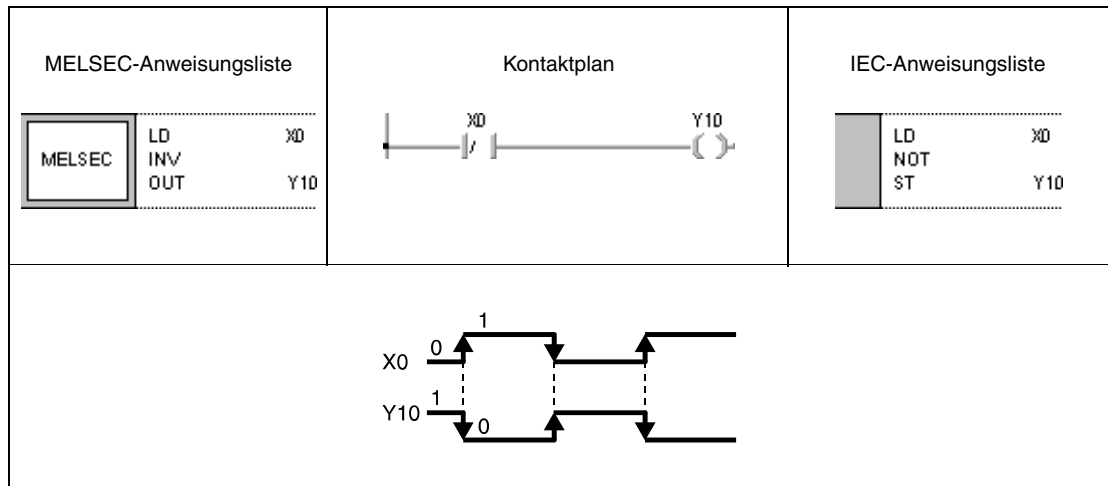 MELSEC-Anweisungsliste
Kontaktplan
IEC-Anweisungsliste
MELSEC
LD X0
INV
OUT Y10
X0 Y10
LD X0
NOT
ST Y10
1
X0 0
Y10 1
0